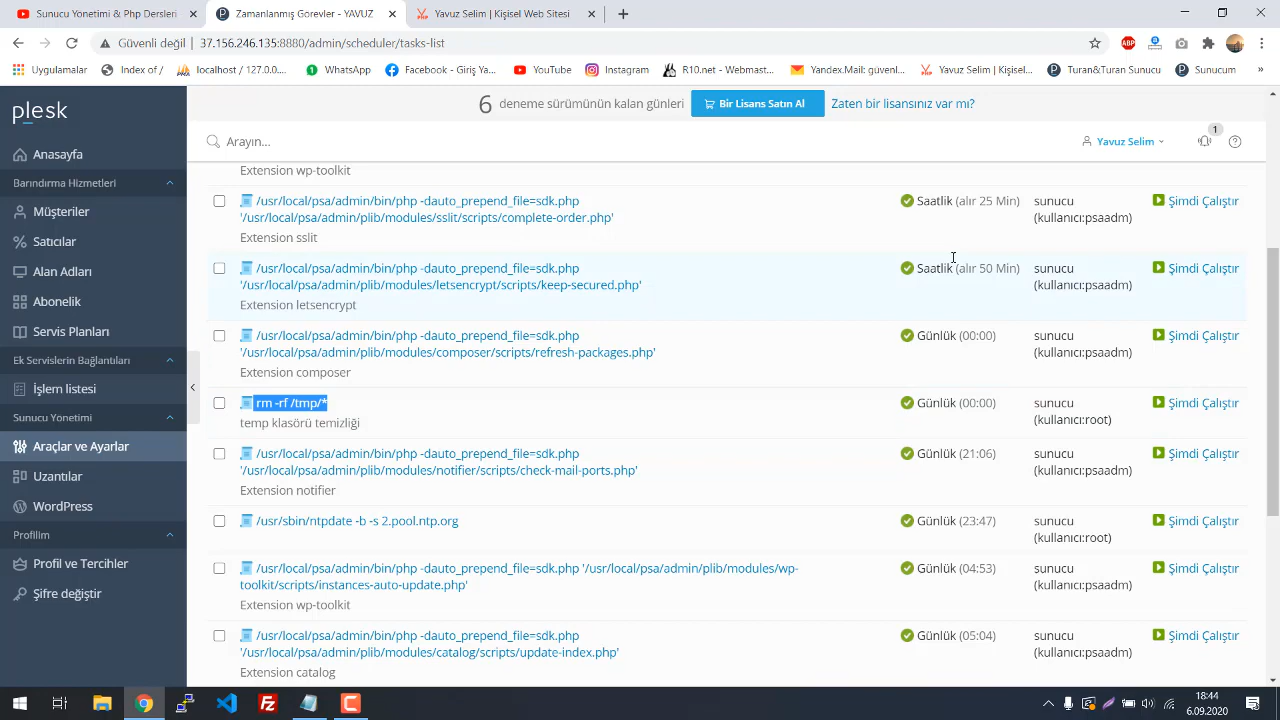 Youtube Sunumu & Php Dersleri
Zamanlanmış Görevler - YAVUZ
Yavuz Selim | Kişisel Web Sitesi
Güvenli değil | 37.156.246.135:8880/admin/scheduler/tasks-list
Uygulamalar
Index of /
localhost / 127.0.0...
WhatsApp
Facebook - Giriş Ya...
YouTube
Instagram
R10.net - Webmast...
Yandex.Mail: güvenl...
Yavuz Selim | Kişisel...
Turan&Turan Sunucu
Sunucum
plesk
6 deneme sürümünün kalan günleri
Bir Lisans Satın Al
Zaten bir lisansınız var mı?
Arayın...
Yavuz Selim
1
Anasayfa
Barındırma Hizmetleri
Müşteriler
Satıcılar
Alan Adları
Abonelik
Servis Planları
Ek Servislerin Bağlantıları
İşlem listesi
Sunucu Yönetimi
Araçlar ve Ayarlar
Uzantılar
WordPress
Profilim
Profil ve Tercihler
Şifre değiştir
Extension wp-toolkit
/usr/local/psa/admin/bin/php -dauto_prepend_file=sdk.php
'/usr/local/psa/admin/plib/modules/sslit/scripts/complete-order.php'
Extension sslit
Saatlik (alır 25 Min)
sunucu
(kullanıcı:psaadm)
Şimdi Çalıştır
/usr/local/psa/admin/bin/php -dauto_prepend_file=sdk.php
'/usr/local/psa/admin/plib/modules/letsencrypt/scripts/keep-secured.php'
Extension letsencrypt
Saatlik (alır 50 Min)
sunucu
(kullanıcı:psaadm)
Şimdi Çalıştır
/usr/local/psa/admin/bin/php -dauto_prepend_file=sdk.php
'/usr/local/psa/admin/plib/modules/composer/scripts/refresh-packages.php'
Extension composer
Günlük (00:00)
sunucu
(kullanıcı:psaadm)
Şimdi Çalıştır
rm -rf /tmp/*
temp klasörü temizliği
Günlük (00:00)
sunucu
(kullanıcı:root)
Şimdi Çalıştır
/usr/local/psa/admin/bin/php -dauto_prepend_file=sdk.php
'/usr/local/psa/admin/plib/modules/notifier/scripts/check-mail-ports.php'
Extension notifier
Günlük (21:06)
sunucu
(kullanıcı:psaadm)
Şimdi Çalıştır
/usr/sbin/ntpdate -b -s 2.pool.ntp.org
Günlük (23:47)
sunucu
(kullanıcı:root)
Şimdi Çalıştır
/usr/local/psa/admin/bin/php -dauto_prepend_file=sdk.php '/usr/local/psa/admin/plib/modules/wp-
toolkit/scripts/instances-auto-update.php'
Extension wp-toolkit
Günlük (04:53)
sunucu
(kullanıcı:psaadm)
Şimdi Çalıştır
/usr/local/psa/admin/bin/php -dauto_prepend_file=sdk.php
'/usr/local/psa/admin/plib/modules/catalog/scripts/update-index.php'
Extension catalog
Günlük (05:04)
sunucu
(kullanıcı:psaadm)
Şimdi Çalıştır
18:44
6.09.2020